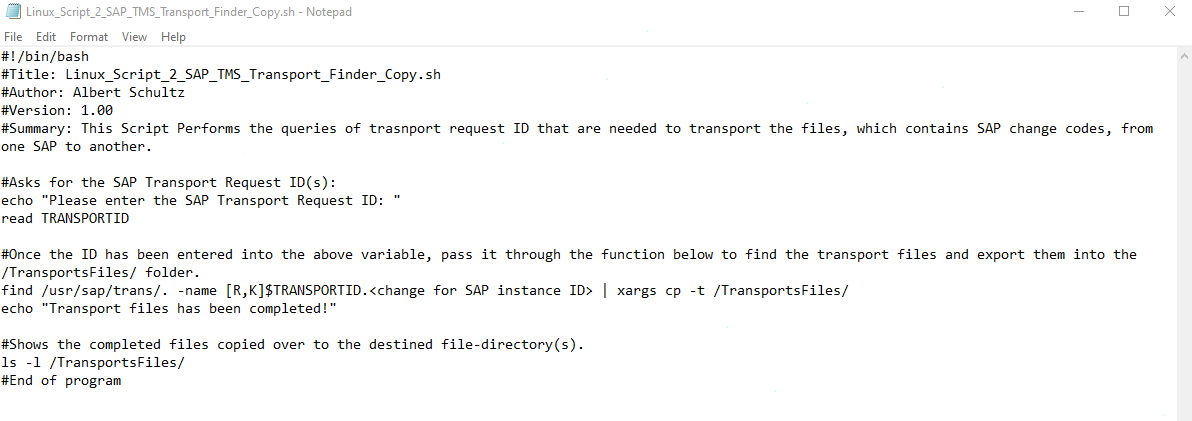 Linux_Script_2_SAP_TMS_Transport_Finder_Copy.sh - Notepad
File Edit Format View Help
#!/bin/bash
#Title: Linux_Script_2_SAP_TMS_Transport_Finder_Copy.sh
#Author: Albert Schultz
#Version: 1.00
#Summary: This Script Performs the queries of trasnport request ID that are needed to transport the files, which contains SAP change codes, from
one SAP to another.
#Asks for the SAP Transport Request ID(s):
echo "Please enter the SAP Transport Request ID: "
read TRANSPORTID
#Once the ID has been entered into the above variable, pass it through the function below to find the transport files and export them into the
/TransportsFiles/ folder.
find /usr/sap/trans/. -name [R,K]$TRANSPORTID.<change for SAP instance ID> | xargs cp -t /TransportsFiles/
echo "Transport files has been completed!"
#Shows the completed files copied over to the destined file-directory(s).
ls -l /TransportsFiles/
#End of program